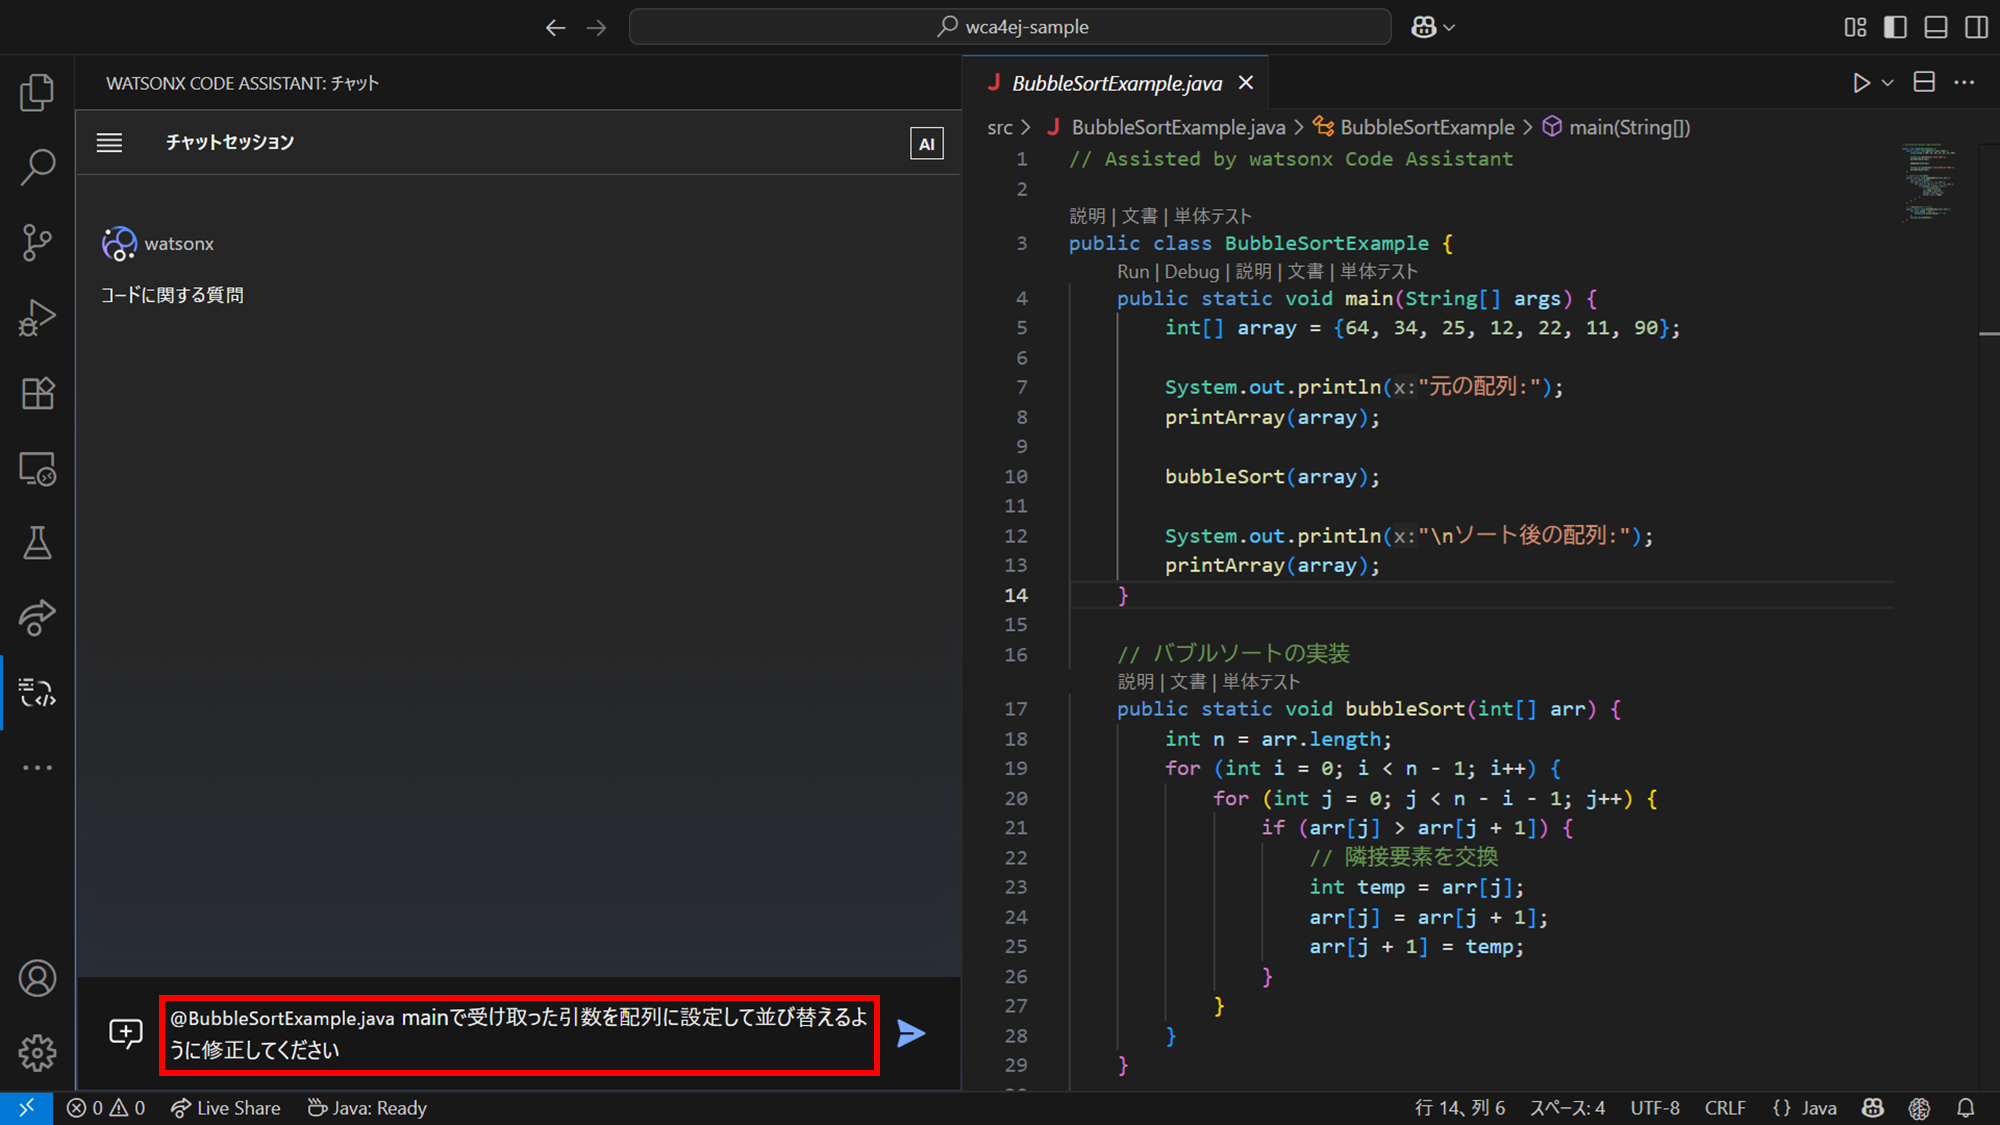 wca4ej-sample
WATSONX CODE ASSISTANT: チャット
チャットセッション
AI
watsonx
コードに関する質問
@BubbleSortExample.java mainで受け取った引数を配列に設定して並び替えるよ
うに修正してください
BubbleSortExample.java
src > BubbleSortExample.java > BubbleSortExample > main(String[])
1 // Assisted by watsonx Code Assistant
2
説明 | 文書 | 単体テスト
3 public class BubbleSortExample {
Run | Debug | 説明 | 文書 | 単体テスト
4 public static void main(String[] args) {
5 int[] array = {64, 34, 25, 12, 22, 11, 90};
6
7 System.out.println(x:"元の配列:");
8 printArray(array);
9
10 bubbleSort(array);
11
12 System.out.println(x:"\nソート後の配列:");
13 printArray(array);
14 }
15
16 // バブルソートの実装
説明 | 文書 | 単体テスト
17 public static void bubbleSort(int[] arr) {
18 int n = arr.length;
19 for (int i = 0; i < n - 1; i++) {
20 for (int j = 0; j < n - i - 1; j++) {
21 if (arr[j] > arr[j + 1]) {
22 // 隣接要素を交換
23 int temp = arr[j];
24 arr[j] = arr[j + 1];
25 arr[j + 1] = temp;
26 }
27 }
28 }
29 }
0 0 Live Share Java: Ready
行 14、列 6 スペース: 4 UTF-8 CRLF {} Java